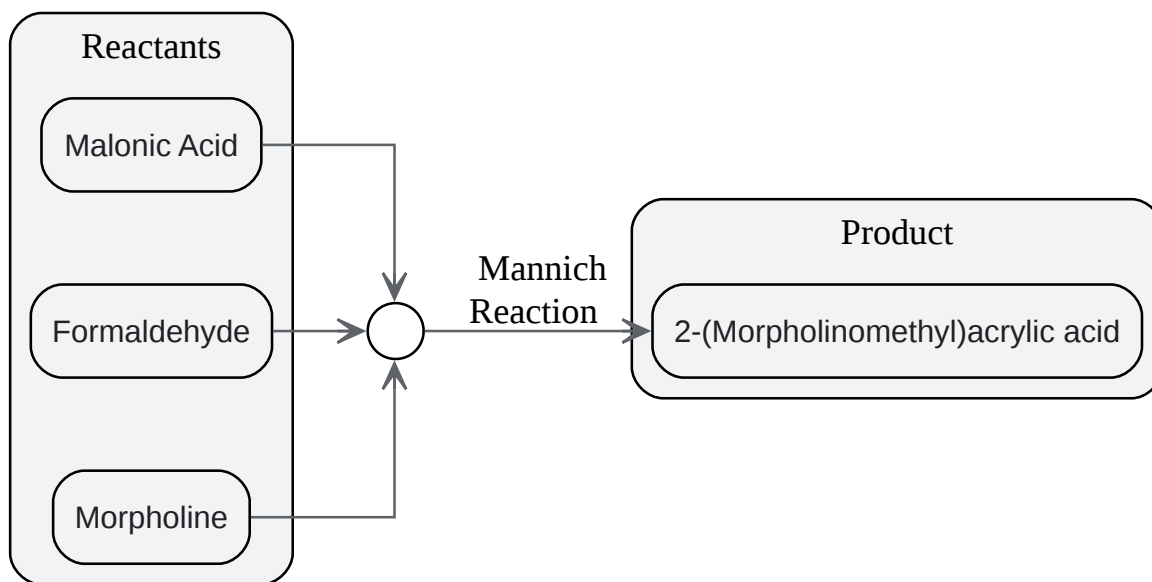 Reactants
Malonic Acid
Formaldehyde
Morpholine
Mannich
Reaction
Product
2-(Morpholinomethyl)acrylic acid